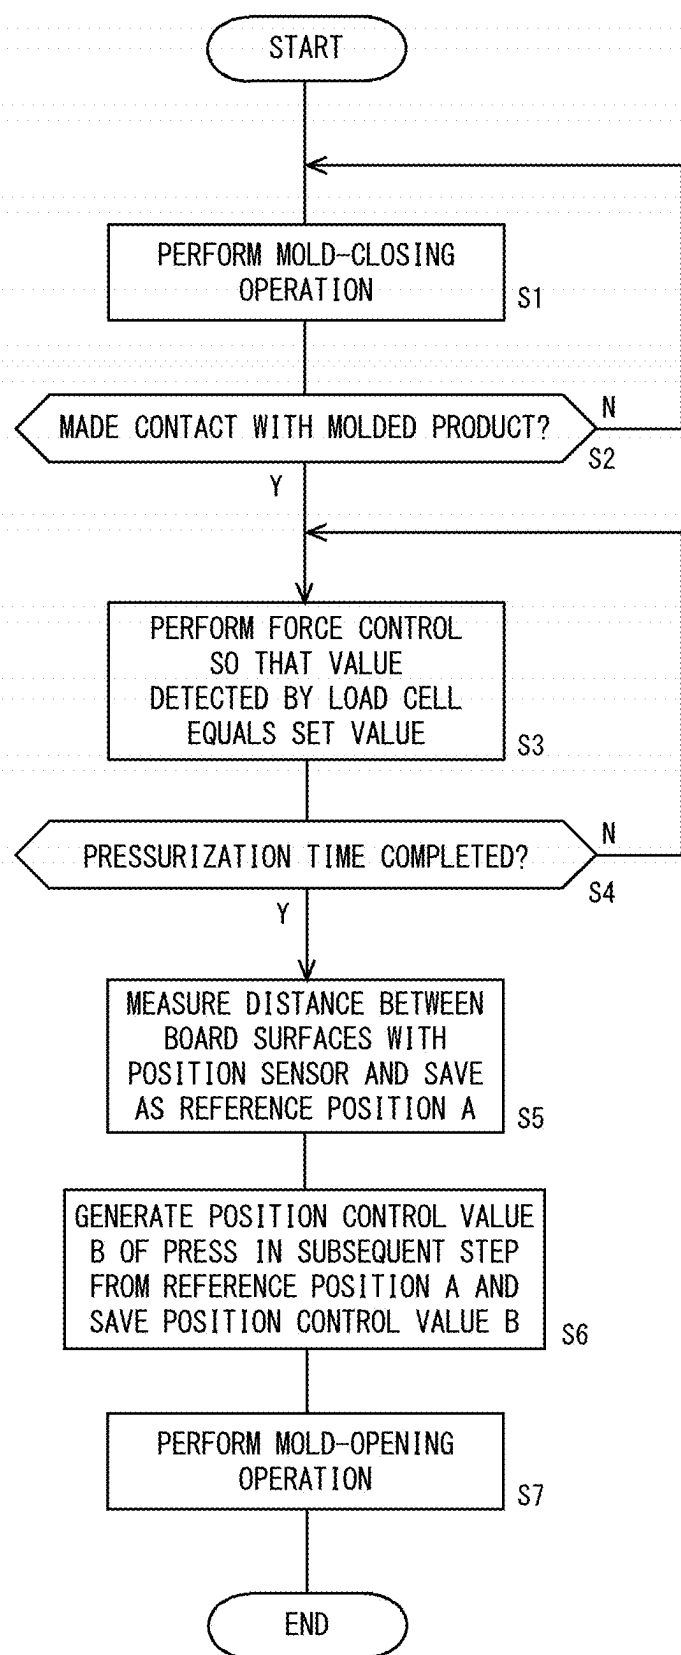 START
PERFORM MOLD-CLOSING
OPERATION
S1
MADE CONTACT WITH MOLDED PRODUCT?
N
S2
Y
PERFORM FORCE CONTROL
SO THAT VALUE
DETECTED BY LOAD CELL
EQUALS SET VALUE
S3
PRESSURIZATION TIME COMPLETED?
N
S4
Y
MEASURE DISTANCE BETWEEN
BOARD SURFACES WITH
POSITION SENSOR AND SAVE
AS REFERENCE POSITION A
S5
GENERATE POSITION CONTROL VALUE
B OF PRESS IN SUBSEQUENT STEP
FROM REFERENCE POSITION A AND
SAVE POSITION CONTROL VALUE B
S6
PERFORM MOLD-OPENING
OPERATION
S7
END